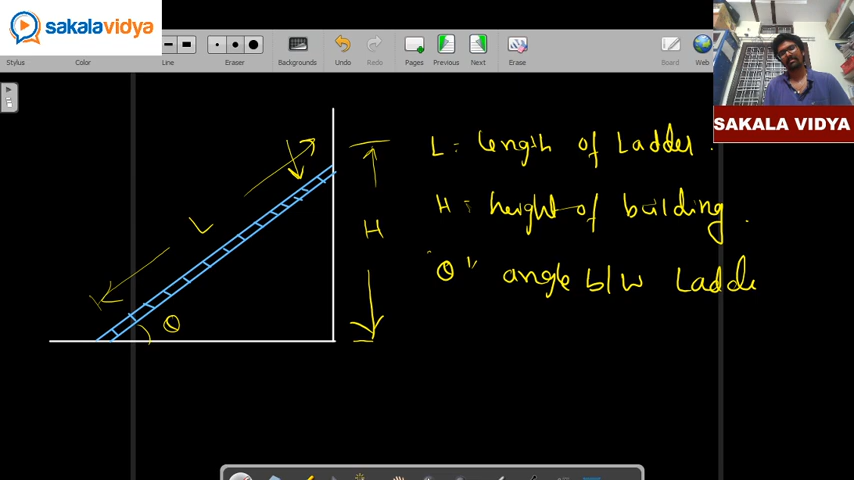 sakalavidya
Stylus
Color
Line
Eraser
Backgrounds
Undo
Redo
Pages
Previous
Next
Erase
Board
Web
SAKALA VIDYA
L = length of Ladder.
H = height of building.
"θ" angle b/w Ladde
L
H
θ